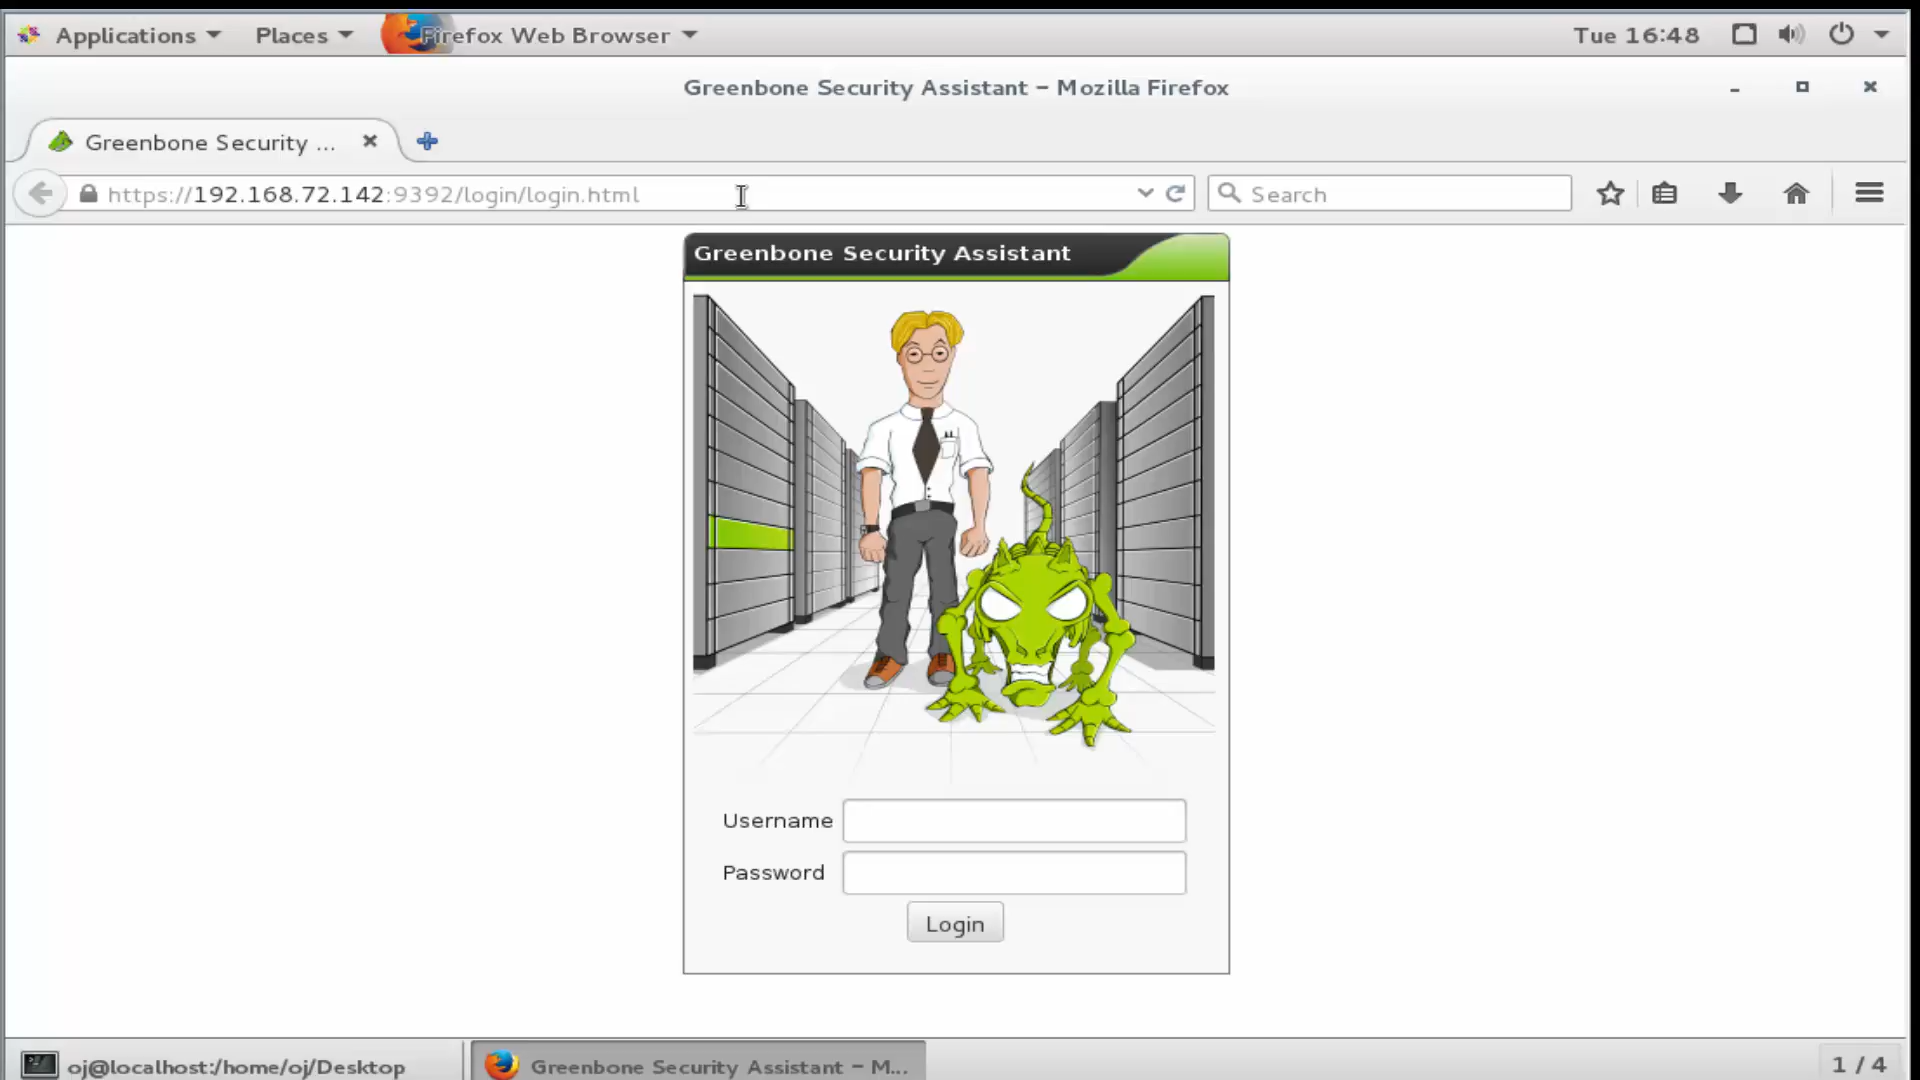 Applications Places Firefox Web Browser Tue 16:48
Greenbone Security Assistant - Mozilla Firefox
Greenbone Security ...
https://192.168.72.142:9392/login/login.html Search
Greenbone Security Assistant
Username
Password
Login
oj@localhost:/home/oj/Desktop Greenbone Security Assistant - M... 1 / 4